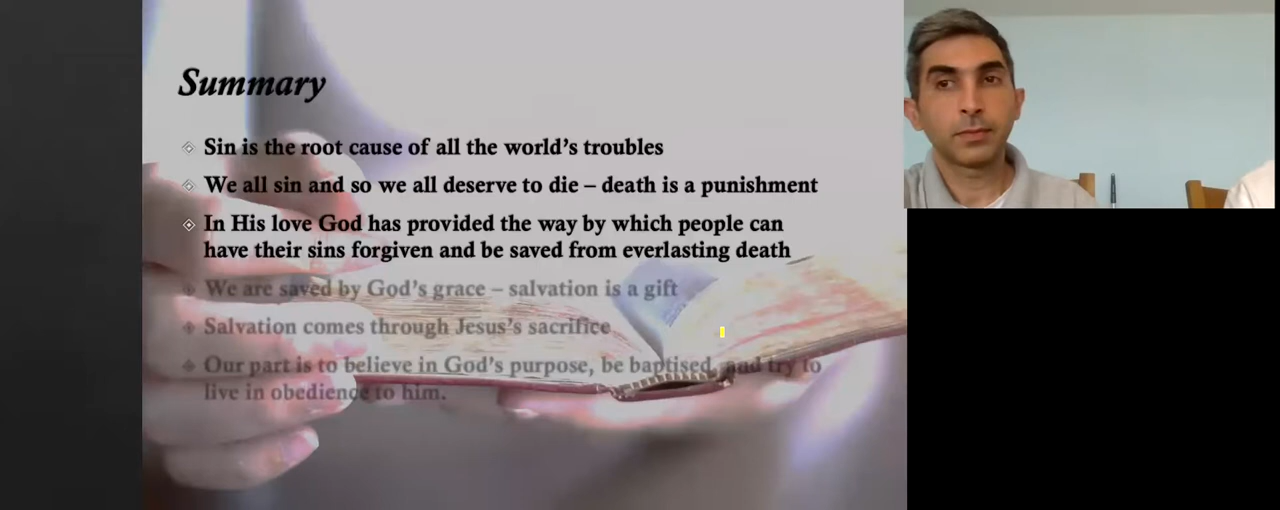 Summary
Sin is the root cause of all the world's troubles
We all sin and so we all deserve to die – death is a punishment
In His love God has provided the way by which people can
have their sins forgiven and be saved from everlasting death
We are saved by God's grace – salvation is a gift
Salvation comes through Jesus's sacrifice
Our part is to believe in God's purpose, be baptised, and try to
live in obedience to him.